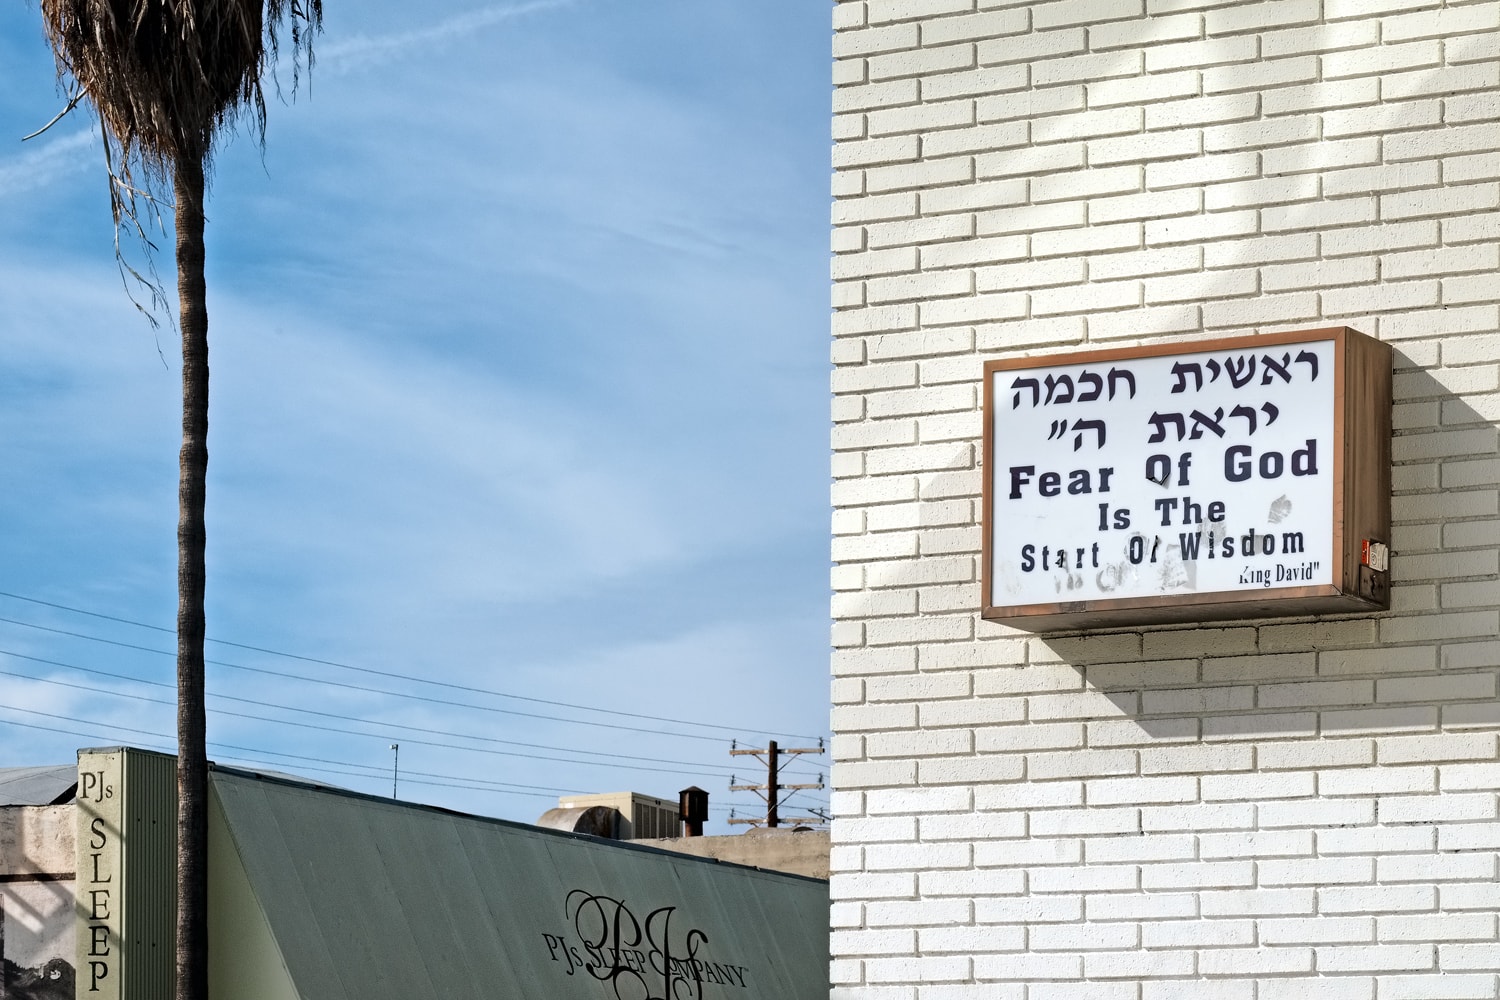 PJs
SLEEP
PJs SLEEP COMPANY
ראשית חכמה
יראת ה״
Fear Of God
Is The
Start Of Wisdom
King David"